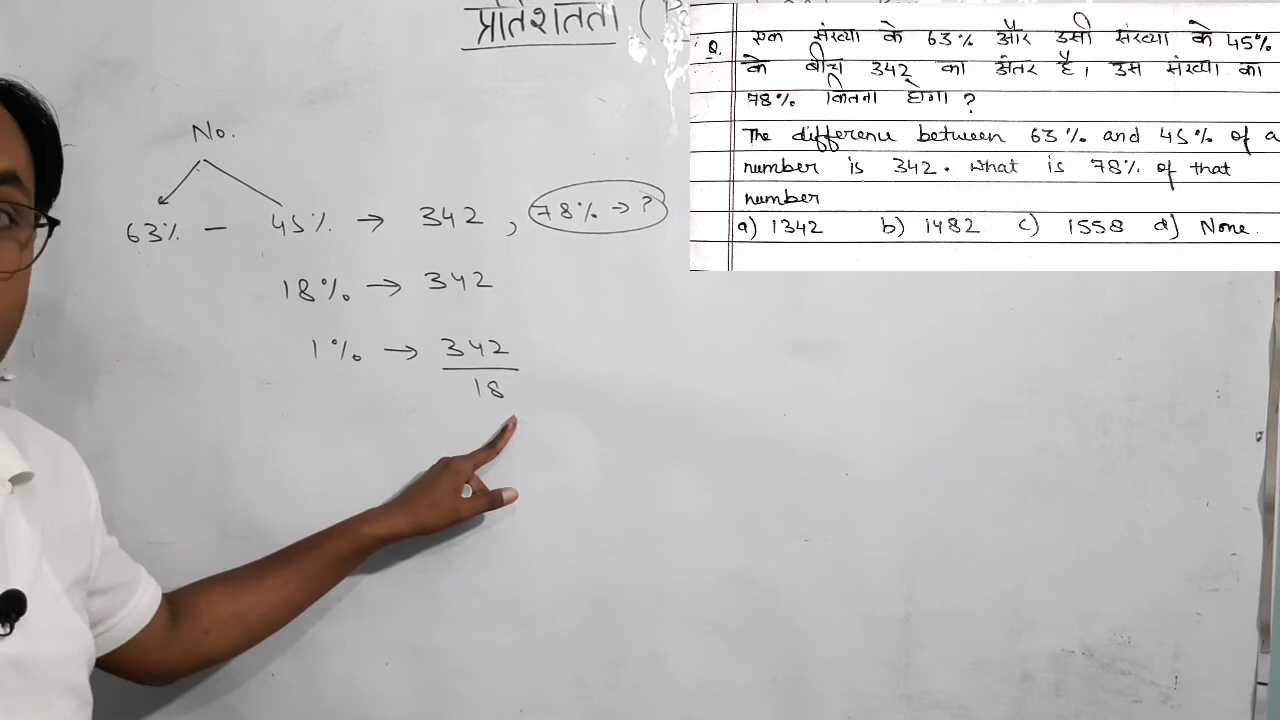 प्रतिशतता (
No.
63% - 45% → 342, 78% → ?
18% → 342
1% → 342
18
Q. एक संख्या के 63% और उसी संख्या के 45%
के बीच 342 का अंतर है। उस संख्या का
78% कितना होगा ?
The difference between 63% and 45% of a
number is 342. What is 78% of that
number
a) 1342 b) 1482 c) 1558 d) None.